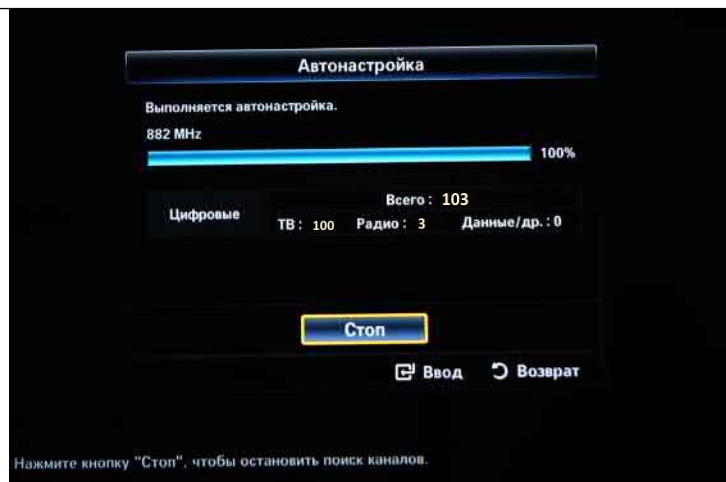 Автонастройка
Выполняется автонастройка.
882 MHz
100%
Цифровые
Всего : 103
ТВ : 100 Радио : 3 Данные/др. : 0
Стоп
Ввод Возврат
Нажмите кнопку "Стоп", чтобы остановить поиск каналов.